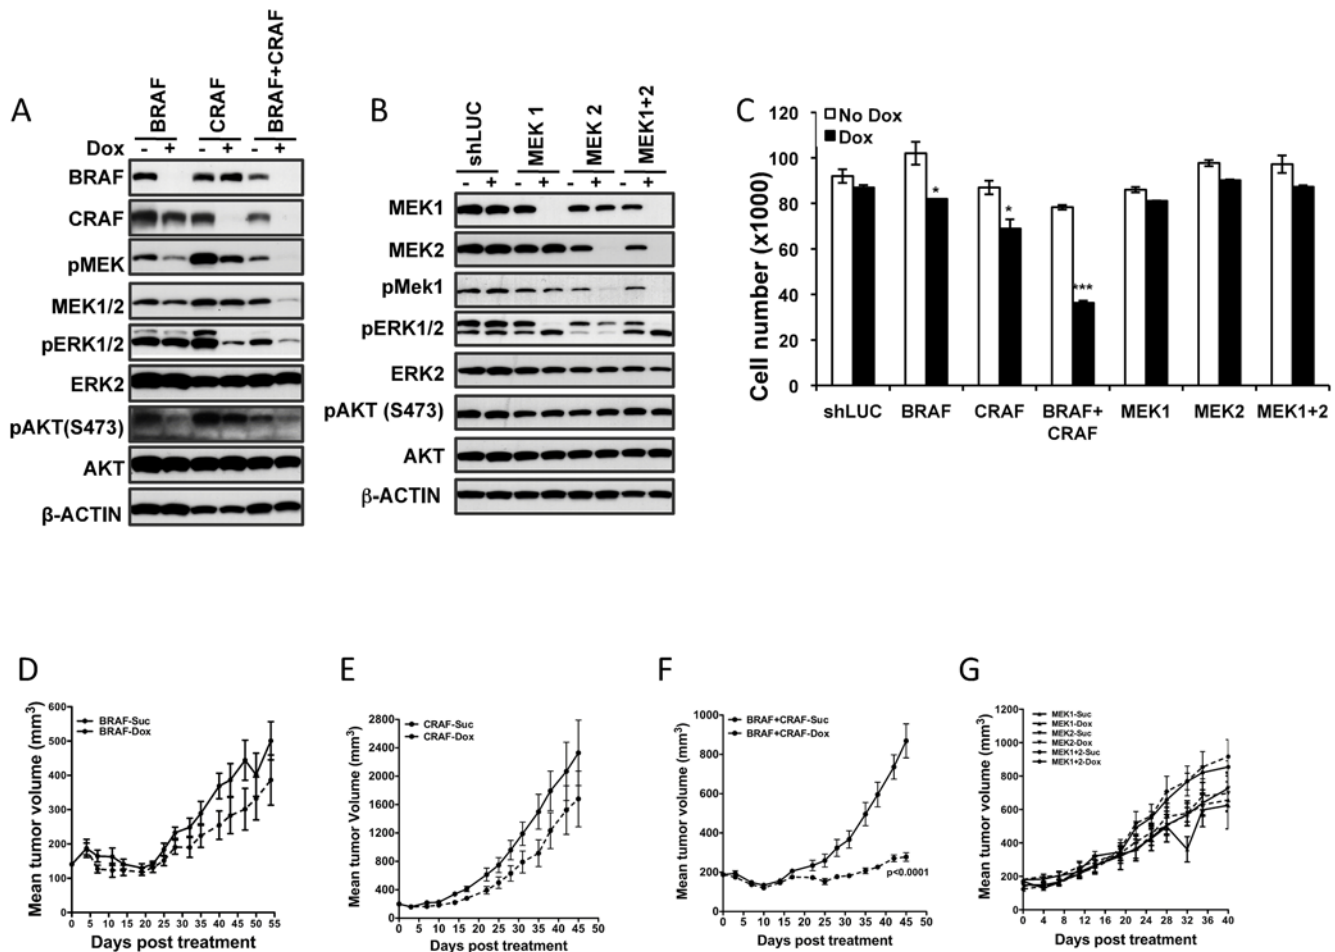 A
BRAF
CRAF
BRAF+CRAF
Dox - + - + - +
BRAF
CRAF
pMEK
MEK1/2
pERK1/2
ERK2
pAKT(S473)
AKT
β-ACTIN
B
shLUC
MEK 1
MEK 2
MEK1+2
- + - + - + - +
MEK1
MEK2
pMek1
pERK1/2
ERK2
pAKT (S473)
AKT
β-ACTIN
C
Cell number (x1000)
120
100
80
60
40
20
0
No Dox
Dox
*
*
***
shLUC BRAF CRAF BRAF+ MEK1 MEK2 MEK1+2
CRAF
D
Mean tumor volume (mm³)
600
500
400
300
200
100
0
BRAF-Suc
BRAF-Dox
0 5 10 15 20 25 30 35 40 45 50 55
Days post treatment
E
Mean tumor volume (mm³)
2800
2400
2000
1600
1200
800
400
0
CRAF-Suc
CRAF-Dox
0 5 10 15 20 25 30 35 40 45 50
Days post treatment
F
Mean tumor volume (mm³)
1000
800
600
400
200
0
BRAF+CRAF-Suc
BRAF+CRAF-Dox
p<0.0001
0 5 10 15 20 25 30 35 40 45 50
Days post treatment
G
Mean tumor volume (mm³)
1200
1000
800
600
400
200
0
MEK1-Suc
MEK1-Dox
MEK2-Suc
MEK2-Dox
MEK1+2-Suc
MEK1+2-Dox
0 4 8 12 16 20 24 28 32 36 40
Days post treatment